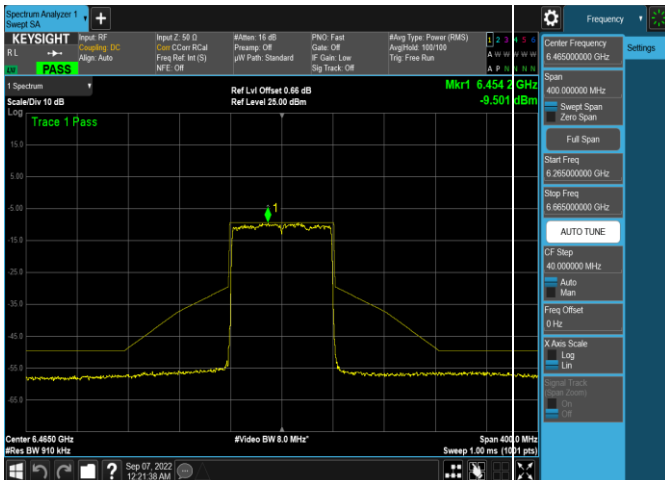 Spectrum Analyzer 1
Swept SA
+
Frequency
KEYSIGHT
R L
LV
PASS
Input: RF
Coupling: DC
Align: Auto
Input Z: 50 Ω
Corr CCorr RCal
Freq Ref: Int (S)
NFE: Off
#Atten: 16 dB
Preamp: Off
µW Path: Standard
PNO: Fast
Gate: Off
IF Gain: Low
Sig Track: Off
#Avg Type: Power (RMS)
Avg|Hold: 100/100
Trig: Free Run
1 2 3 4 5 6
A W W W W W
A P N N N N
1 Spectrum
Scale/Div 10 dB
Log
Ref Lvl Offset 0.66 dB
Ref Level 25.00 dBm
Mkr1 6.454 2 GHz
-9.501 dBm
Trace 1 Pass
15.0
5.00
-5.00
-15.0
-25.0
-35.0
-45.0
-55.0
-65.0
1
Center 6.4650 GHz
#Res BW 910 kHz
#Video BW 8.0 MHz*
Span 400.0 MHz
Sweep 1.00 ms (1001 pts)
Sep 07, 2022
12:21:38 AM
Center Frequency
6.465000000 GHz
Settings
Span
400.000000 MHz
Swept Span
Zero Span
Full Span
Start Freq
6.265000000 GHz
Stop Freq
6.665000000 GHz
AUTO TUNE
CF Step
40.000000 MHz
Auto
Man
Freq Offset
0 Hz
X Axis Scale
Log
Lin
Signal Track
(Span Zoom)
On
Off